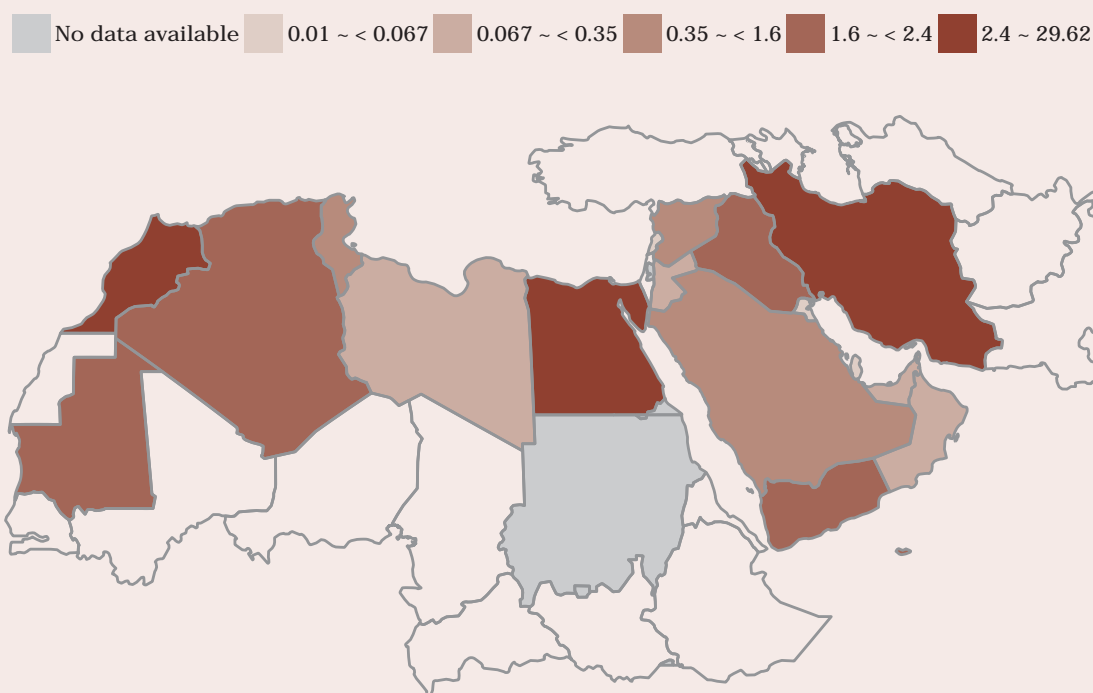 No data available 0.01 ~ < 0.067 0.067 ~ < 0.35 0.35 ~ < 1.6 1.6 ~ < 2.4 2.4 ~ 29.62